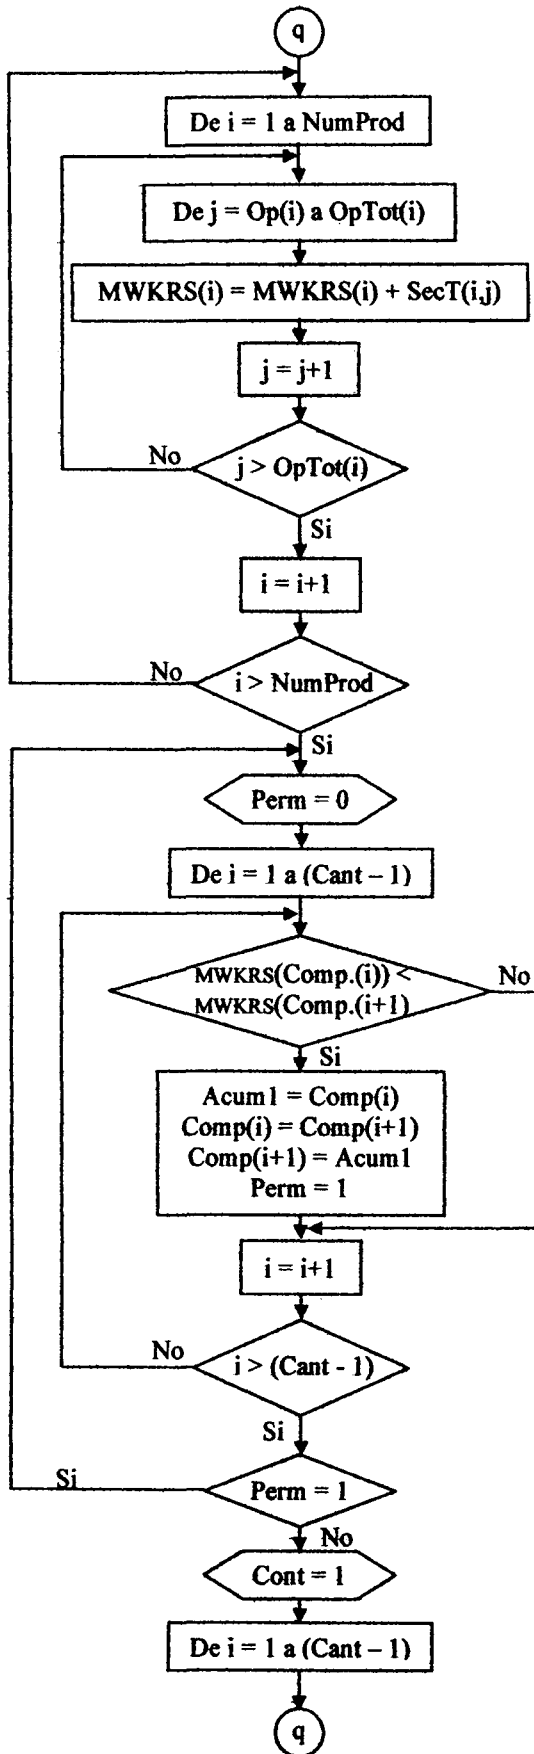 q
De i = 1 a NumProd
De j = Op(i) a OpTot(i)
MWKRS(i) = MWKRS(i) + SecT(i,j)
j = j+1
No
j > OpTot(i)
Si
i = i+1
No
i > NumProd
Si
Perm = 0
De i = 1 a (Cant – 1)
MWKRS(Comp.(i)) <
MWKRS(Comp.(i+1)
No
Si
Acum1 = Comp(i)
Comp(i) = Comp(i+1)
Comp(i+1) = Acum1
Perm = 1
i = i+1
No
j > (Cant - 1)
Si
Si
Perm = 1
No
Cont = 1
De i = 1 a (Cant – 1)
q